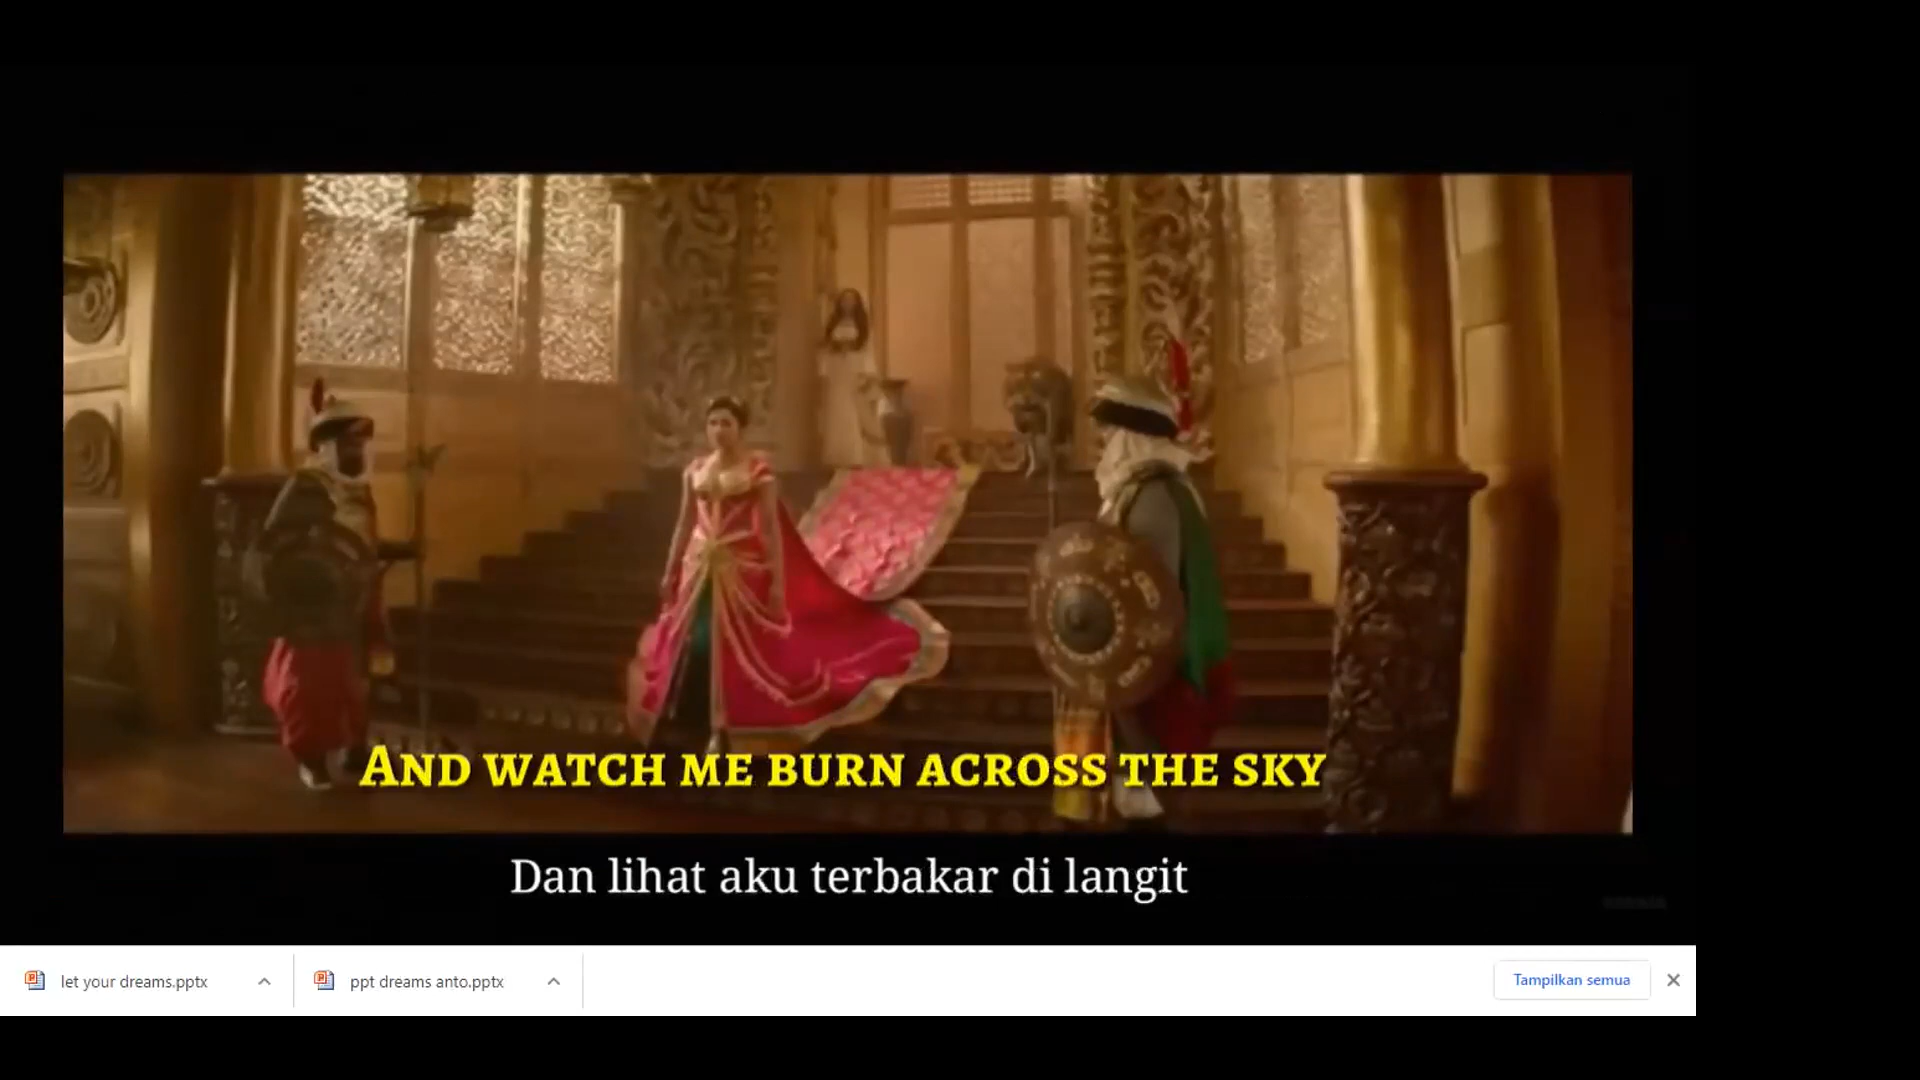 And watch me burn across the sky
Dan lihat aku terbakar di langit
let your dreams.pptx
ppt dreams anto.pptx
Tampilkan semua